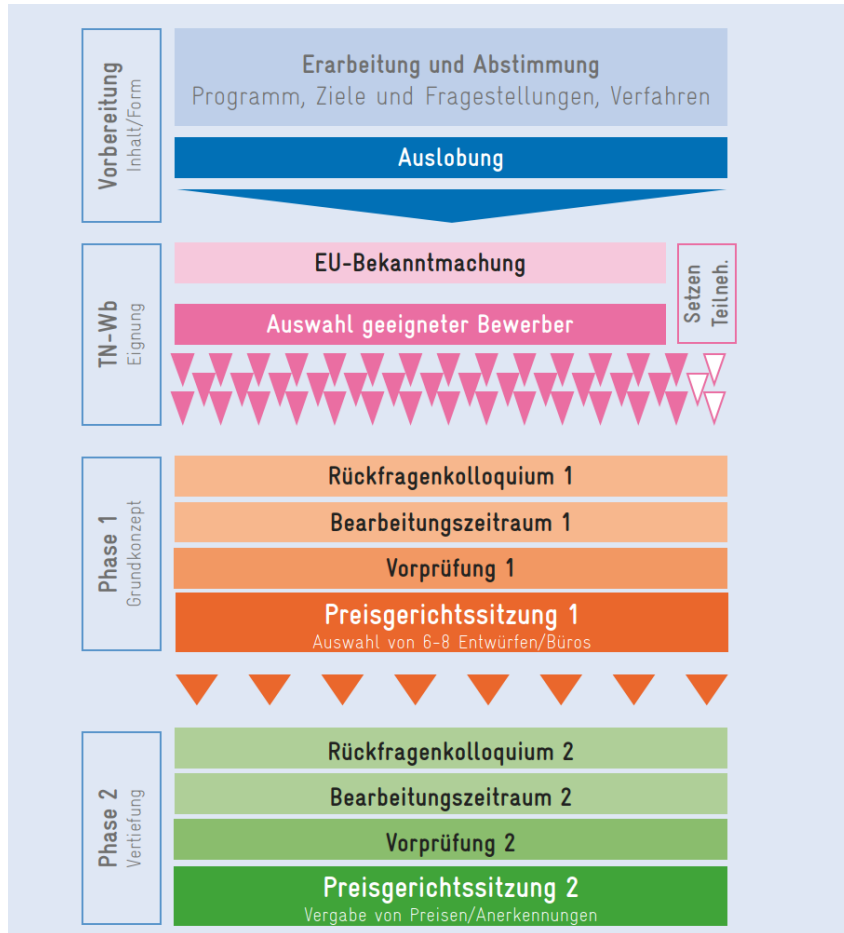 Vorbereitung
Inhalt/Form
Erarbeitung und Abstimmung
Programm, Ziele und Fragestellungen, Verfahren
Auslobung
TN-Wb
Eignung
EU-Bekanntmachung
Auswahl geeigneter Bewerber
Setzen
Teilneh.
Phase 1
Grundkonzept
Rückfragenkolloquium 1
Bearbeitungszeitraum 1
Vorprüfung 1
Preisgerichtssitzung 1
Auswahl von 6-8 Entwürfen/Büros
Phase 2
Vertiefung
Rückfragenkolloquium 2
Bearbeitungszeitraum 2
Vorprüfung 2
Preisgerichtssitzung 2
Vergabe von Preisen/Anerkennungen